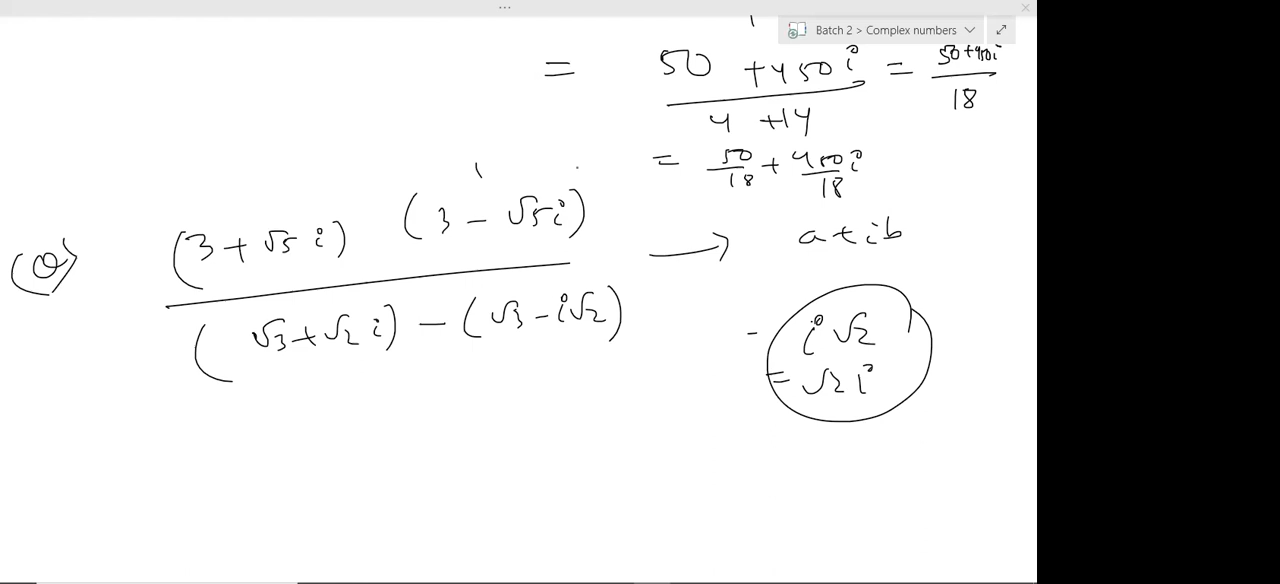 Batch 2 > Complex numbers
= 50 + 450i / 4 + 14 = 50 + 450i / 18
= 50/18 + 450i/18
(Q) (3 + √5 i) (3 - √5 i) / (√3 + √2 i) - (√3 - i√2) → a + ib
i √2
= √2 i